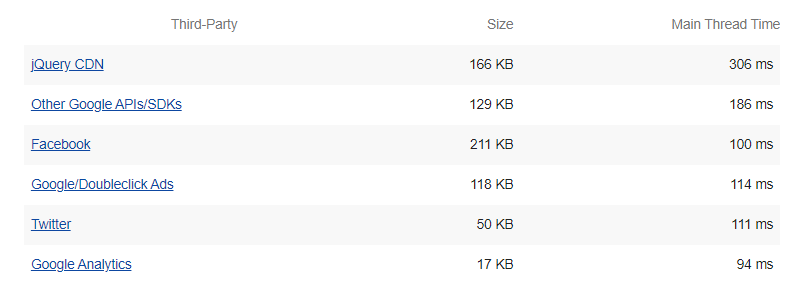 Third-Party Size Main Thread Time
jQuery CDN 166 KB 306 ms
Other Google APIs/SDKs 129 KB 186 ms
Facebook 211 KB 100 ms
Google/Doubleclick Ads 118 KB 114 ms
Twitter 50 KB 111 ms
Google Analytics 17 KB 94 ms